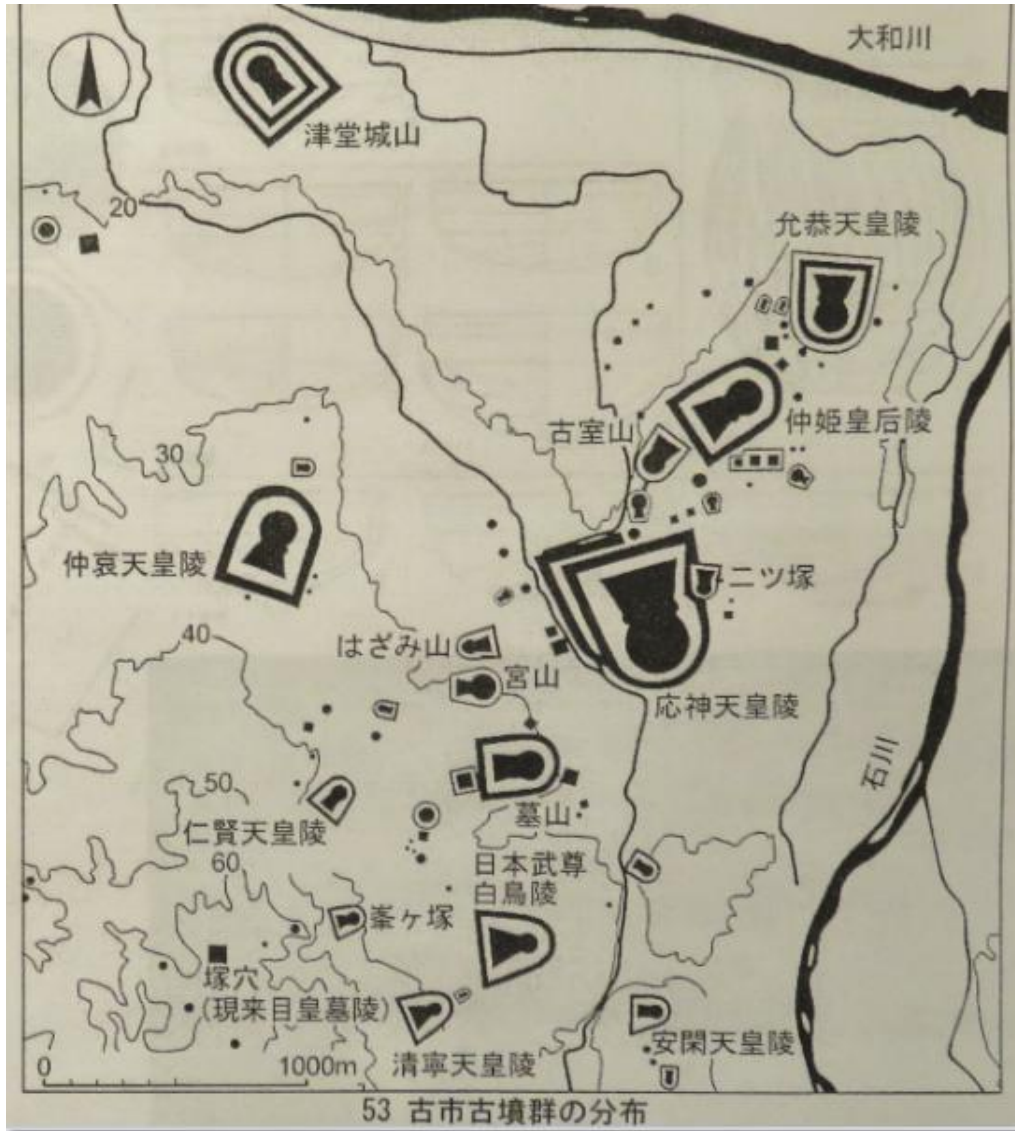 大和川
津堂城山
20
允恭天皇陵
古室山
仲姫皇后陵
30
仲哀天皇陵
二ツ塚
40
はざみ山
宮山
応神天皇陵
石川
50
墓山
仁賢天皇陵
60
日本武尊
白鳥陵
峯ヶ塚
塚穴
(現来目皇墓陵)
清寧天皇陵
安閑天皇陵
0
1000m
53 古市古墳群の分布